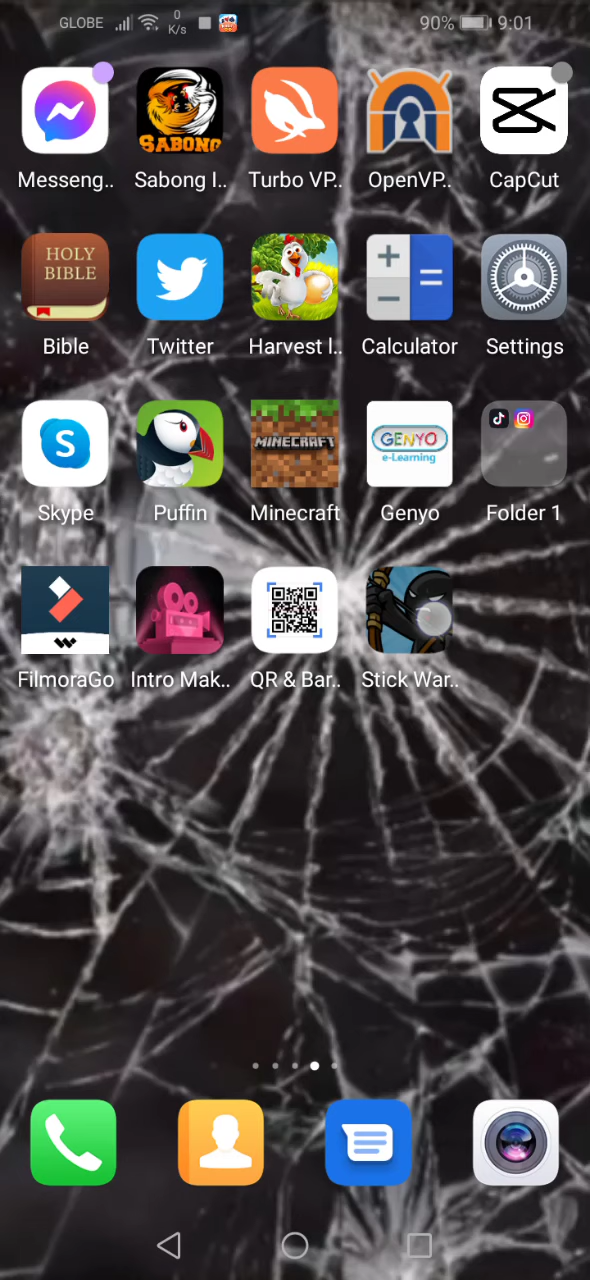 GLOBE 0 K/s 90% 9:01
SABONG
Messeng.. Sabong I.. Turbo VP.. OpenVP.. CapCut
HOLY
BIBLE
Bible Twitter Harvest l.. Calculator Settings
S
MINECRAFT
GENYO
e-Learning
Skype Puffin Minecraft Genyo Folder 1
FilmoraGo Intro Mak.. QR & Bar.. Stick War..